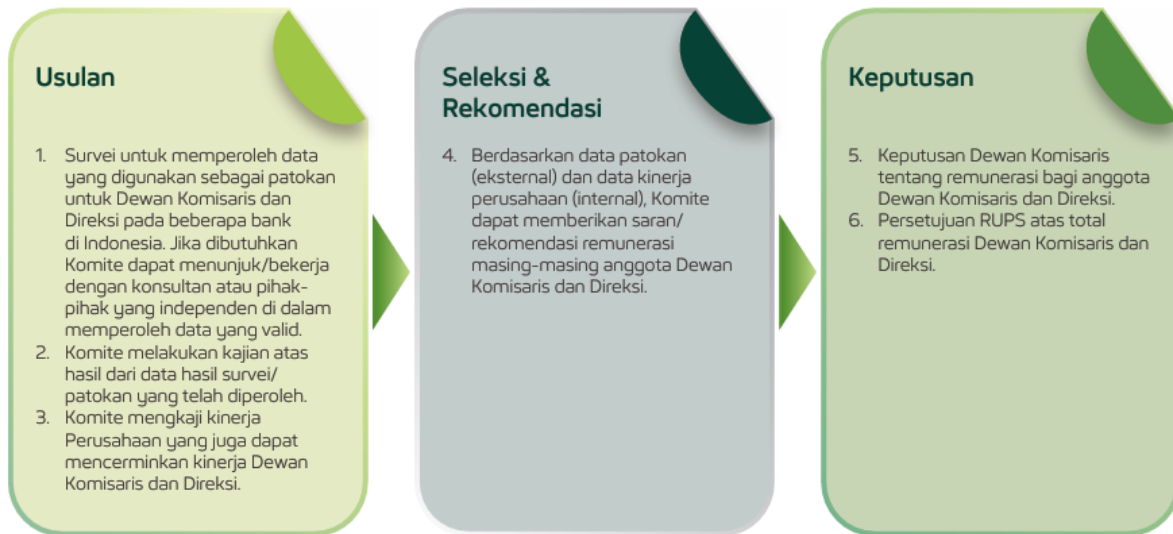 Usulan
1. Survei untuk memperoleh data
yang digunakan sebagai patokan
untuk Dewan Komisaris dan
Direksi pada beberapa bank
di Indonesia. Jika dibutuhkan
Komite dapat menunjuk/bekerja
dengan konsultan atau pihak-
pihak yang independen di dalam
memperoleh data yang valid.
2. Komite melakukan kajian atas
hasil dari data hasil survei/
patokan yang telah diperoleh.
3. Komite mengkaji kinerja
Perusahaan yang juga dapat
mencerminkan kinerja Dewan
Komisaris dan Direksi.
Seleksi &
Rekomendasi
4. Berdasarkan data patokan
(eksternal) dan data kinerja
perusahaan (internal), Komite
dapat memberikan saran/
rekomendasi remunerasi
masing-masing anggota Dewan
Komisaris dan Direksi.
Keputusan
5. Keputusan Dewan Komisaris
tentang remunerasi bagi anggota
Dewan Komisaris dan Direksi.
6. Persetujuan RUPS atas total
remunerasi Dewan Komisaris dan
Direksi.